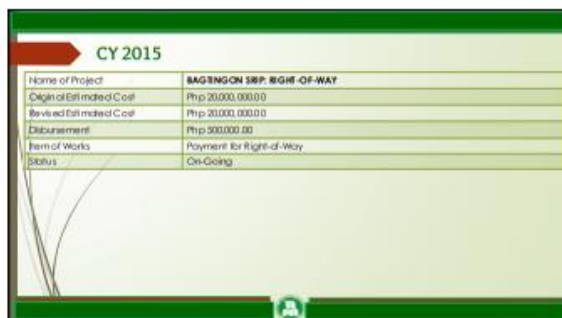 CY 2015
Name of Project BAGTINGON SRIP: RIGHT-OF-WAY
Original Estimated Cost Php 20,000,000.00
Revised Estimated Cost Php 20,000,000.00
Disbursement Php 500,000.00
Item of Works Payment for Right-of-Way
Status On-Going